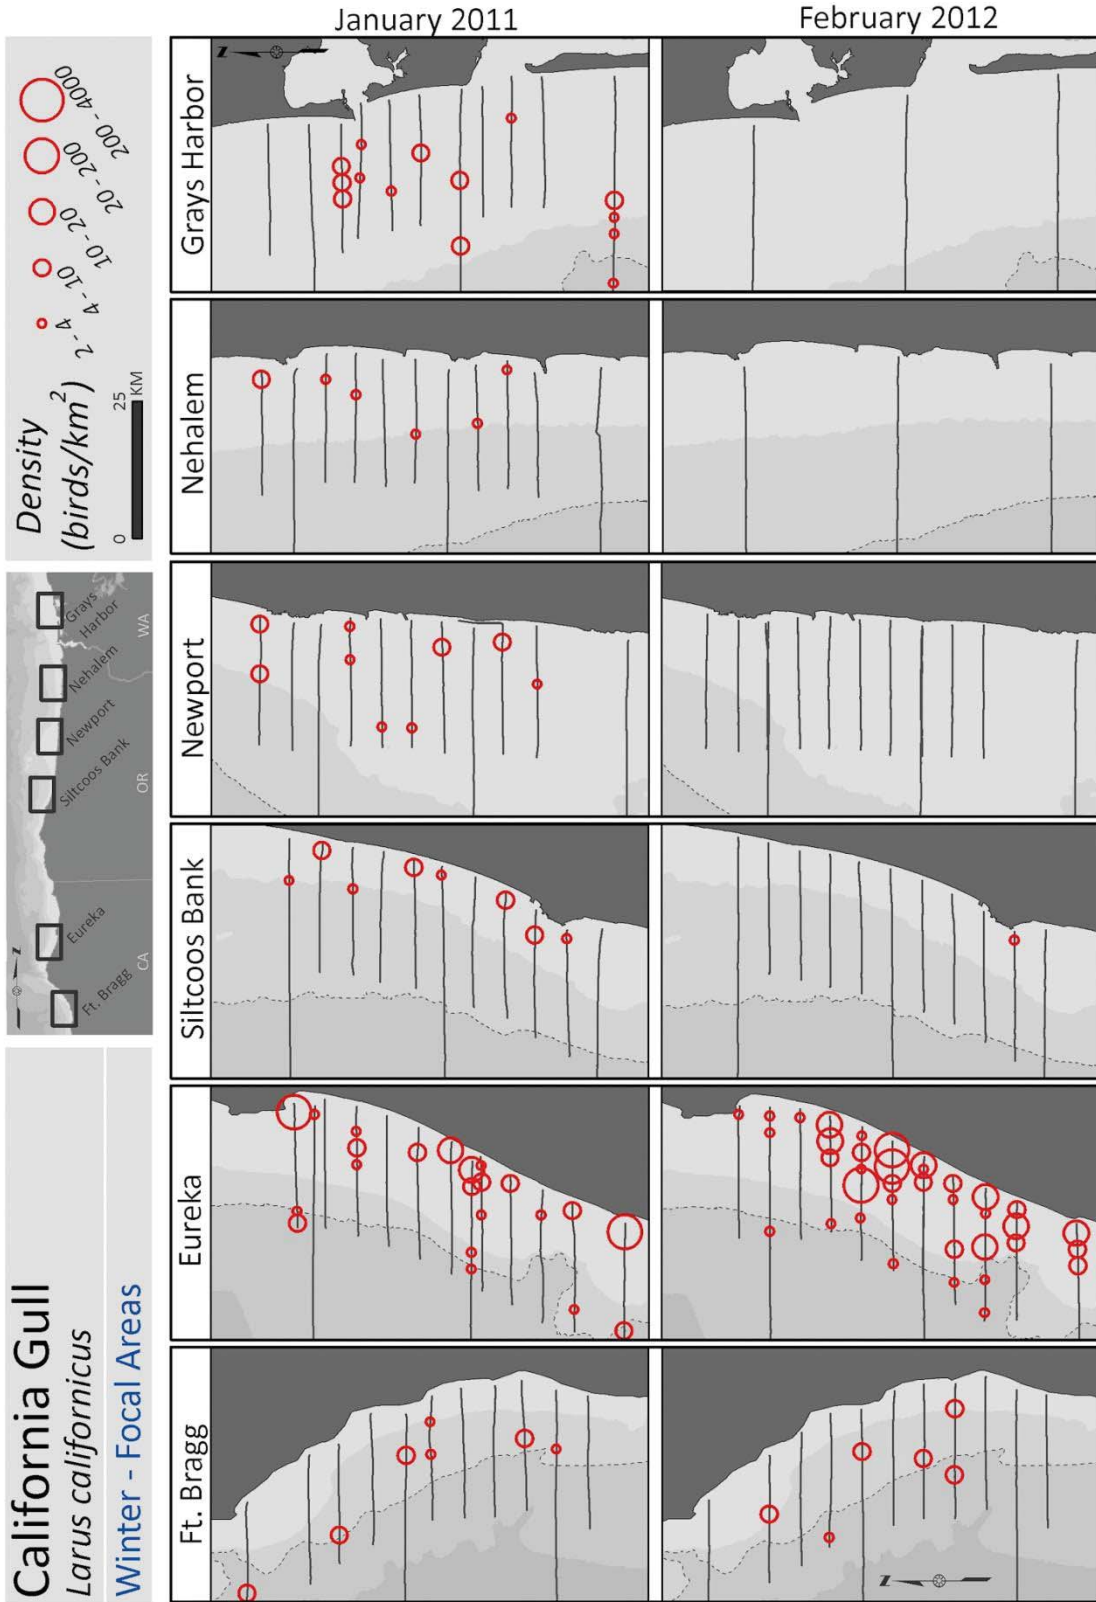 California Gull
Larus californicus
Winter - Focal Areas
N
Ft. Bragg
Eureka
Siltcoos Bank
Newport
Nehalem
Grays
Harbor
CA
OR
WA
Density
(birds/km²)
0
25
KM
2 - 4
4 - 10
10 - 20
20 - 200
200 - 4000
January 2011
February 2012
Grays Harbor
N
Nehalem
Newport
Siltcoos Bank
Eureka
Ft. Bragg
N